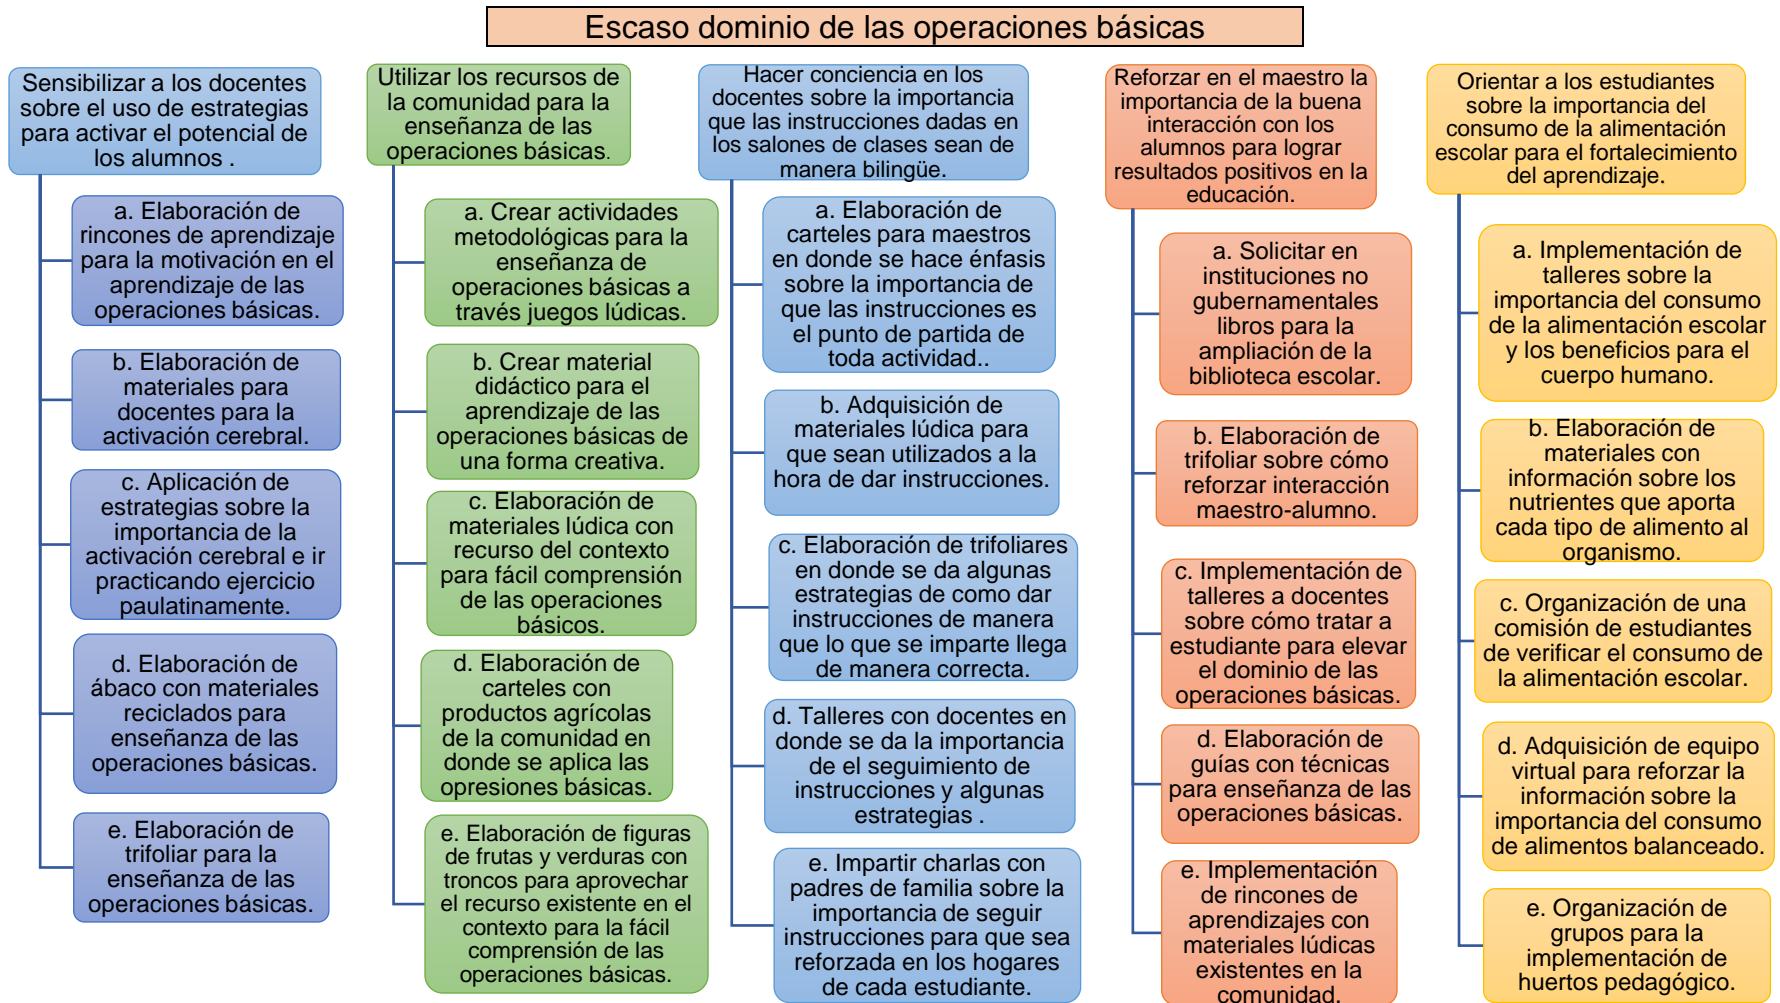 Escaso dominio de las operaciones básicas
Sensibilizar a los docentes
sobre el uso de estrategias
para activar el potencial de
los alumnos .
a. Elaboración de
rincones de aprendizaje
para la motivación en el
aprendizaje de las
operaciones básicas.
b. Elaboración de
materiales para
docentes para la
activación cerebral.
c. Aplicación de
estrategias sobre la
importancia de la
activación cerebral e ir
practicando ejercicio
paulatinamente.
d. Elaboración de
ábaco con materiales
reciclados para
enseñanza de las
operaciones básicas.
e. Elaboración de
trifoliar para la
enseñanza de las
operaciones básicas.
Utilizar los recursos de
la comunidad para la
enseñanza de las
operaciones básicas.
a. Crear actividades
metodológicas para la
enseñanza de
operaciones básicas a
través juegos lúdicas.
b. Crear material
didáctico para el
aprendizaje de las
operaciones básicas de
una forma creativa.
c. Elaboración de
materiales lúdica con
recurso del contexto
para fácil comprensión
de las operaciones
básicos.
d. Elaboración de
carteles con
productos agrícolas
de la comunidad en
donde se aplica las
opresiones básicas.
e. Elaboración de figuras
de frutas y verduras con
troncos para aprovechar
el recurso existente en el
contexto para la fácil
comprensión de las
operaciones básicas.
Hacer conciencia en los
docentes sobre la importancia
que las instrucciones dadas en
los salones de clases sean de
manera bilingüe.
a. Elaboración de
carteles para maestros
en donde se hace énfasis
sobre la importancia de
que las instrucciones es
el punto de partida de
toda actividad..
b. Adquisición de
materiales lúdica para
que sean utilizados a la
hora de dar instrucciones.
c. Elaboración de trifoliares
en donde se da algunas
estrategias de como dar
instrucciones de manera
que lo que se imparte llega
de manera correcta.
d. Talleres con docentes en
donde se da la importancia
de el seguimiento de
instrucciones y algunas
estrategias .
e. Impartir charlas con
padres de familia sobre la
importancia de seguir
instrucciones para que sea
reforzada en los hogares
de cada estudiante.
Reforzar en el maestro la
importancia de la buena
interacción con los
alumnos para lograr
resultados positivos en la
educación.
a. Solicitar en
instituciones no
gubernamentales
libros para la
ampliación de la
biblioteca escolar.
b. Elaboración de
trifoliar sobre cómo
reforzar interacción
maestro-alumno.
c. Implementación de
talleres a docentes
sobre cómo tratar a
estudiante para elevar
el dominio de las
operaciones básicas.
d. Elaboración de
guías con técnicas
para enseñanza de las
operaciones básicas.
e. Implementación
de rincones de
aprendizajes con
materiales lúdicas
existentes en la
comunidad.
Orientar a los estudiantes
sobre la importancia del
consumo de la alimentación
escolar para el fortalecimiento
del aprendizaje.
a. Implementación de
talleres sobre la
importancia del consumo
de la alimentación escolar
y los beneficios para el
cuerpo humano.
b. Elaboración de
materiales con
información sobre los
nutrientes que aporta
cada tipo de alimento al
organismo.
c. Organización de una
comisión de estudiantes
de verificar el consumo de
la alimentación escolar.
d. Adquisición de equipo
virtual para reforzar la
información sobre la
importancia del consumo
de alimentos balanceado.
e. Organización de
grupos para la
implementación de
huertos pedagógico.